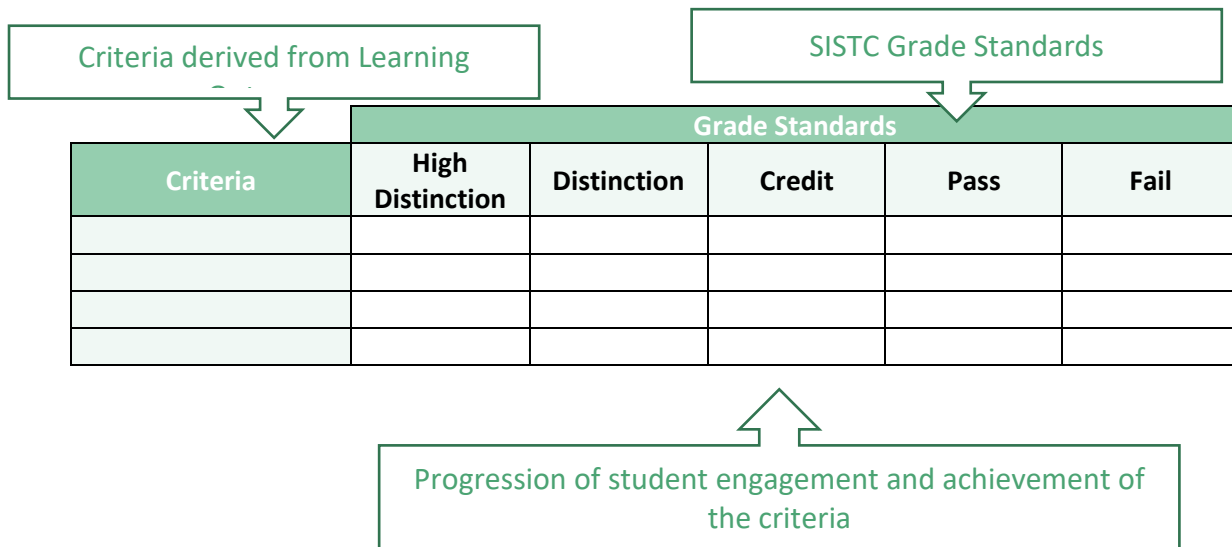 Criteria derived from Learning
SISTC Grade Standards
Grade Standards
Criteria
High
Distinction
Distinction
Credit
Pass
Fail
Progression of student engagement and achievement of
the criteria